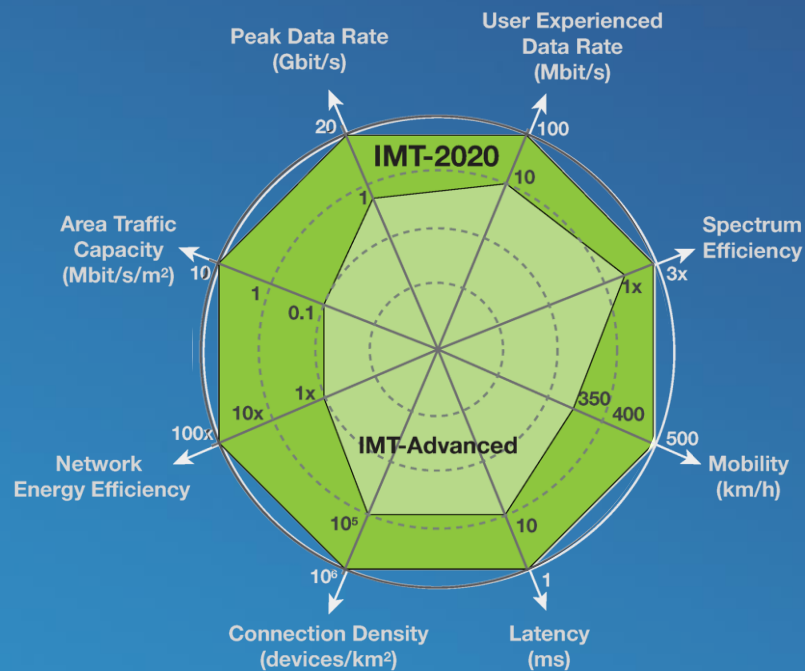 Peak Data Rate
(Gbit/s)
User Experienced
Data Rate
(Mbit/s)
20
100
IMT-2020
1
10
Area Traffic
Capacity
(Mbit/s/m²)
Spectrum
Efficiency
10
1
0.1
1x
3x
1x
10x
100x
350
400
500
Network
Energy Efficiency
IMT-Advanced
Mobility
(km/h)
10⁵
10
10⁶
1
Connection Density
(devices/km²)
Latency
(ms)